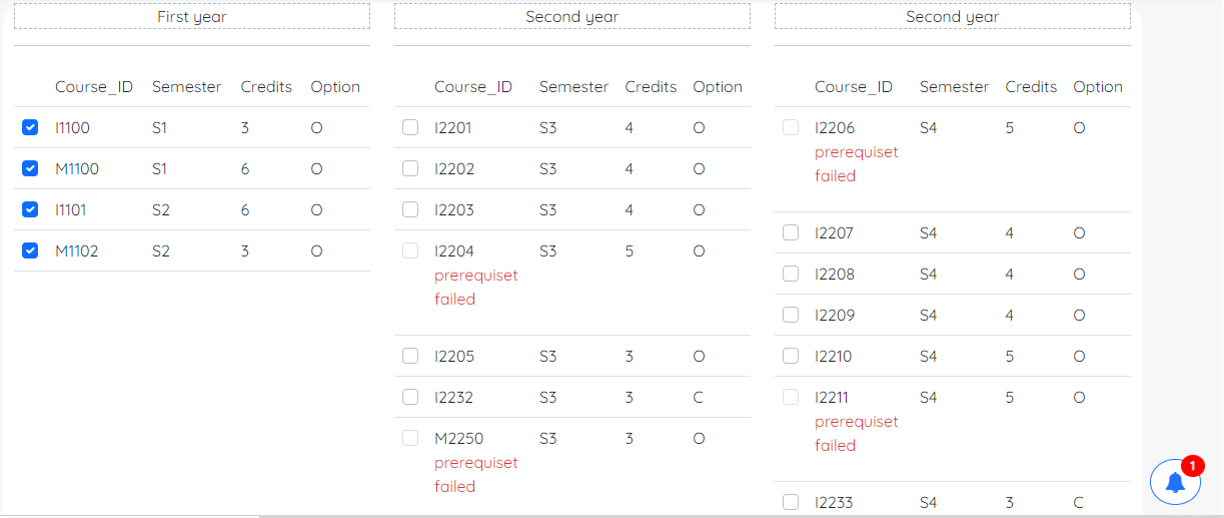 First year
Course_ID Semester Credits Option
I1100 S1 3 O
M1100 S1 6 O
I1101 S2 6 O
M1102 S2 3 O
Second year
Course_ID Semester Credits Option
I2201 S3 4 O
I2202 S3 4 O
I2203 S3 4 O
I2204 S3 5 O
prerequiset
failed
I2205 S3 3 O
I2232 S3 3 C
M2250 S3 3 O
prerequiset
failed
Second year
Course_ID Semester Credits Option
I2206 S4 5 O
prerequiset
failed
I2207 S4 4 O
I2208 S4 4 O
I2209 S4 4 O
I2210 S4 5 O
I2211 S4 5 O
prerequiset
failed
I2233 S4 3 C
1